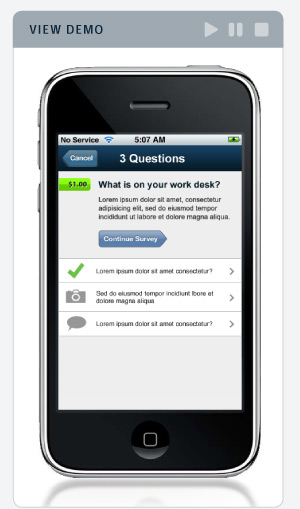 VIEW DEMO
No Service 5:07 AM
Cancel 3 Questions
$1.00 What is on your work desk?
Lorem ipsum dolor sit amet, consectetur
adipisicing elit, sed do eiusmod tempor
incididunt ut labore et dolore magna aliqua.
Continue Survey
Lorem ipsum dolor sit amet consectetur?
Sed do eiusmod tempor incidiunt lbore et
dolore magna aliqua
Lorem ipsum dolor sit amet consectetur?